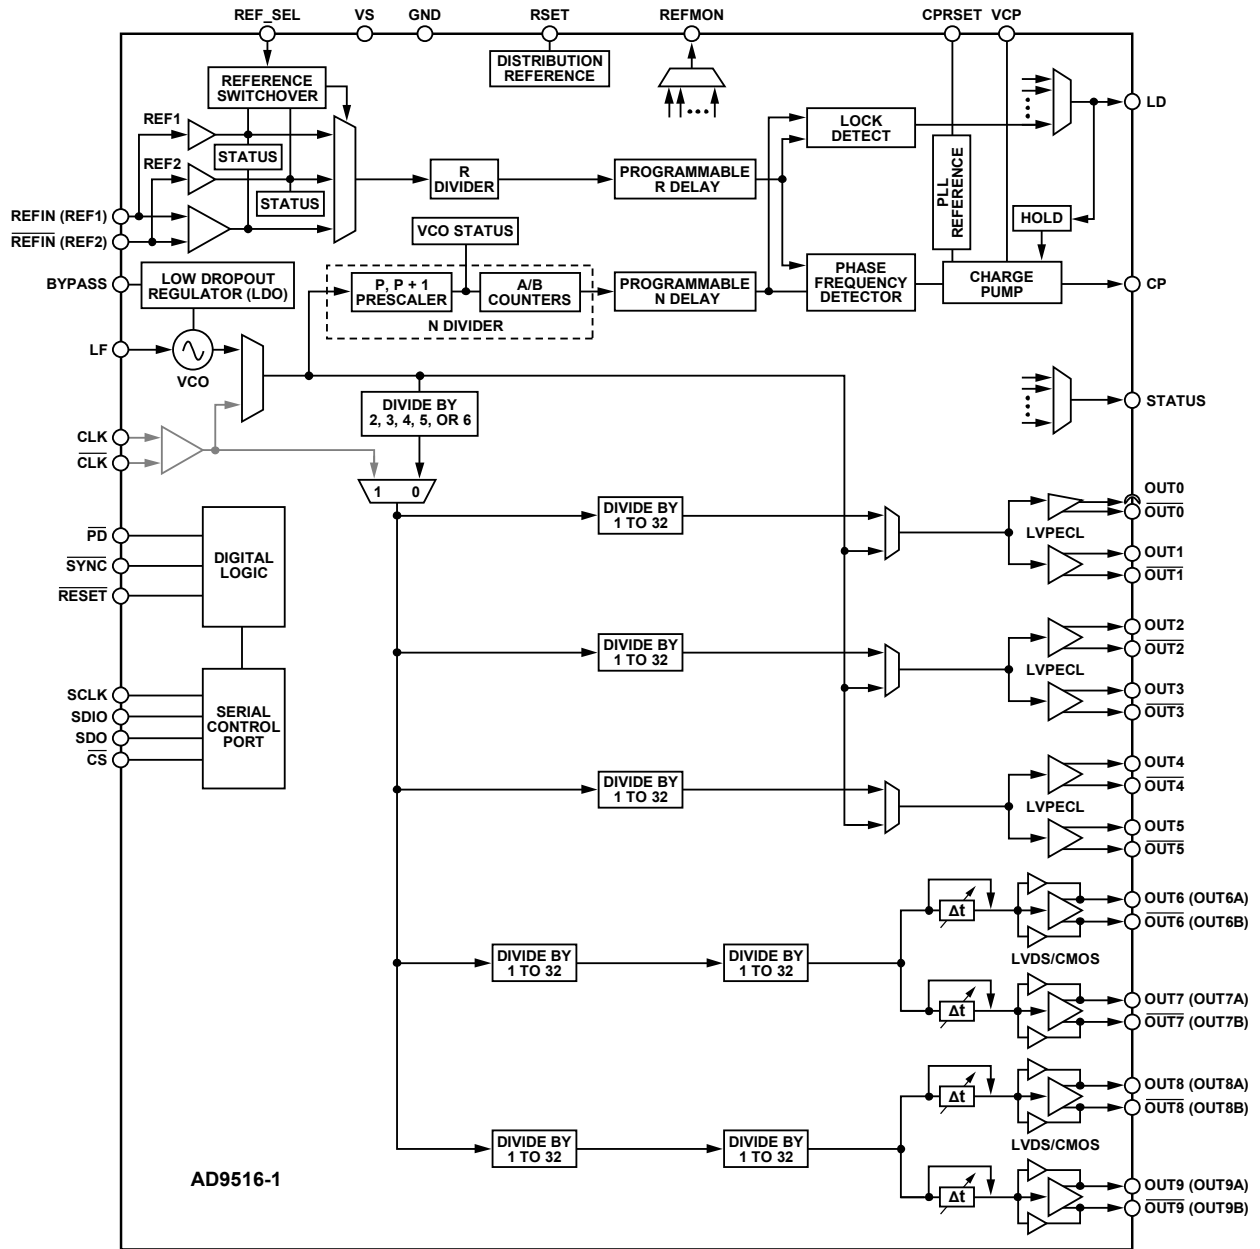 REF_SEL
VS
GND
RSET
REFMON
CPRSET
VCP
REFERENCE
SWITCHOVER
DISTRIBUTION
REFERENCE
REF1
STATUS
REF2
STATUS
R
DIVIDER
PROGRAMMABLE
R DELAY
LOCK
DETECT
LD
PLL
REFERENCE
HOLD
REFIN (REF1)
REFIN (REF2)
VCO STATUS
BYPASS
LOW DROPOUT
REGULATOR (LDO)
P, P + 1
PRESCALER
A/B
COUNTERS
N DIVIDER
PROGRAMMABLE
N DELAY
PHASE
FREQUENCY
DETECTOR
CHARGE
PUMP
CP
LF
VCO
DIVIDE BY
2, 3, 4, 5, OR 6
STATUS
CLK
CLK
1 0
PD
SYNC
RESET
DIGITAL
LOGIC
DIVIDE BY
1 TO 32
LVPECL
OUT0
OUT0
OUT1
OUT1
DIVIDE BY
1 TO 32
LVPECL
OUT2
OUT2
OUT3
OUT3
SCLK
SDIO
SDO
CS
SERIAL
CONTROL
PORT
DIVIDE BY
1 TO 32
LVPECL
OUT4
OUT4
OUT5
OUT5
DIVIDE BY
1 TO 32
DIVIDE BY
1 TO 32
Δt
Δt
LVDS/CMOS
OUT6 (OUT6A)
OUT6 (OUT6B)
OUT7 (OUT7A)
OUT7 (OUT7B)
DIVIDE BY
1 TO 32
DIVIDE BY
1 TO 32
Δt
Δt
LVDS/CMOS
OUT8 (OUT8A)
OUT8 (OUT8B)
OUT9 (OUT9A)
OUT9 (OUT9B)
AD9516-1